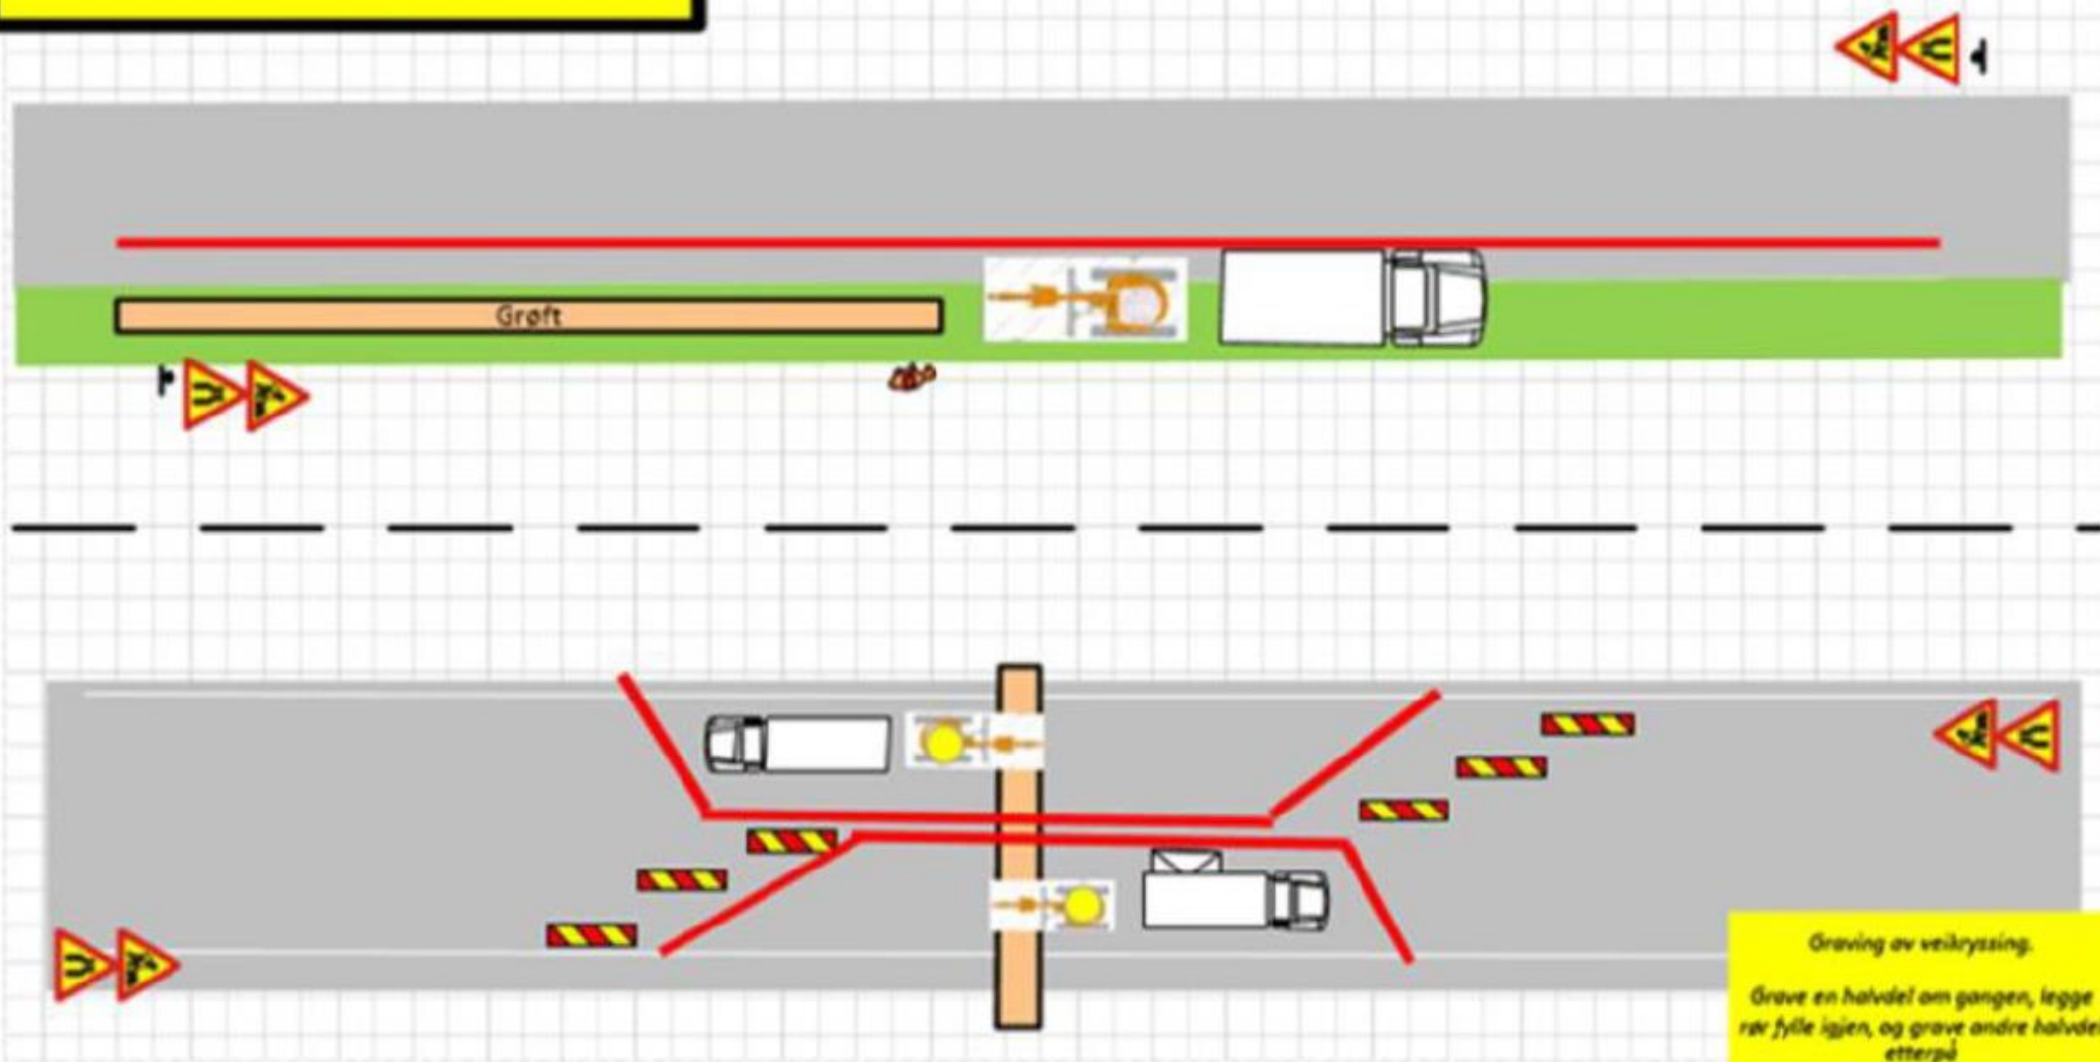 Grøft
Graving av veikryssing.
Grave en halvdel om gangen, legge
rør fylle igjen, og grave andre halvdel
etterpå